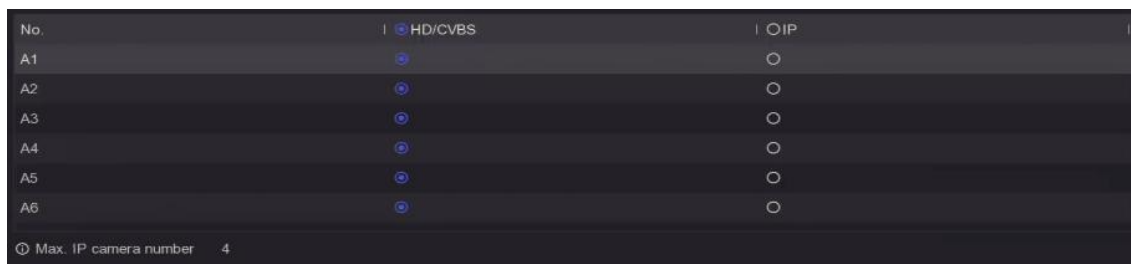 No. HD/CVBS IP
A1
A2
A3
A4
A5
A6
Max. IP camera number 4